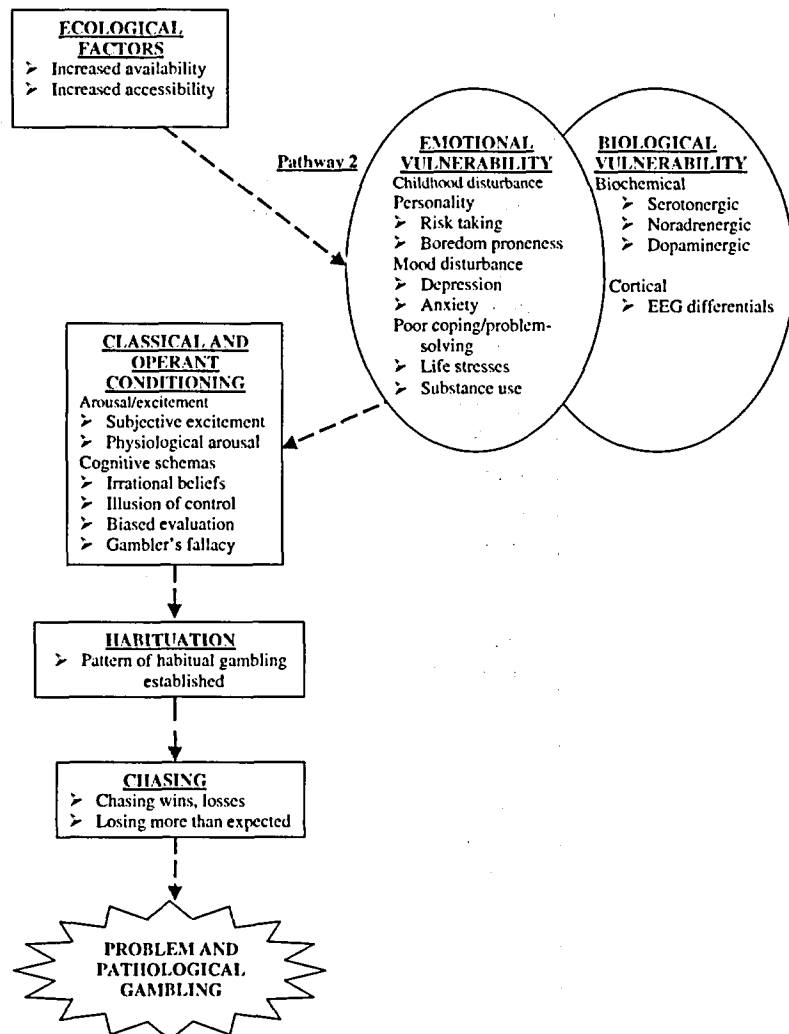 ECOLOGICAL
FACTORS
➢ Increased availability
➢ Increased accessibility
Pathway 2
EMOTIONAL
VULNERABILITY
Childhood disturbance
Personality
➢ Risk taking
➢ Boredom proneness
Mood disturbance
➢ Depression
➢ Anxiety
Poor coping/problem-
solving
➢ Life stresses
➢ Substance use
BIOLOGICAL
VULNERABILITY
Biochemical
➢ Serotonergic
➢ Noradrenergic
➢ Dopaminergic
Cortical
➢ EEG differentials
CLASSICAL AND
OPERANT
CONDITIONING
Arousal/excitement
➢ Subjective excitement
➢ Physiological arousal
Cognitive schemas
➢ Irrational beliefs
➢ Illusion of control
➢ Biased evaluation
➢ Gambler's fallacy
HABITUATION
➢ Pattern of habitual gambling
established
CHASING
➢ Chasing wins, losses
➢ Losing more than expected
PROBLEM AND
PATHOLOGICAL
GAMBLING